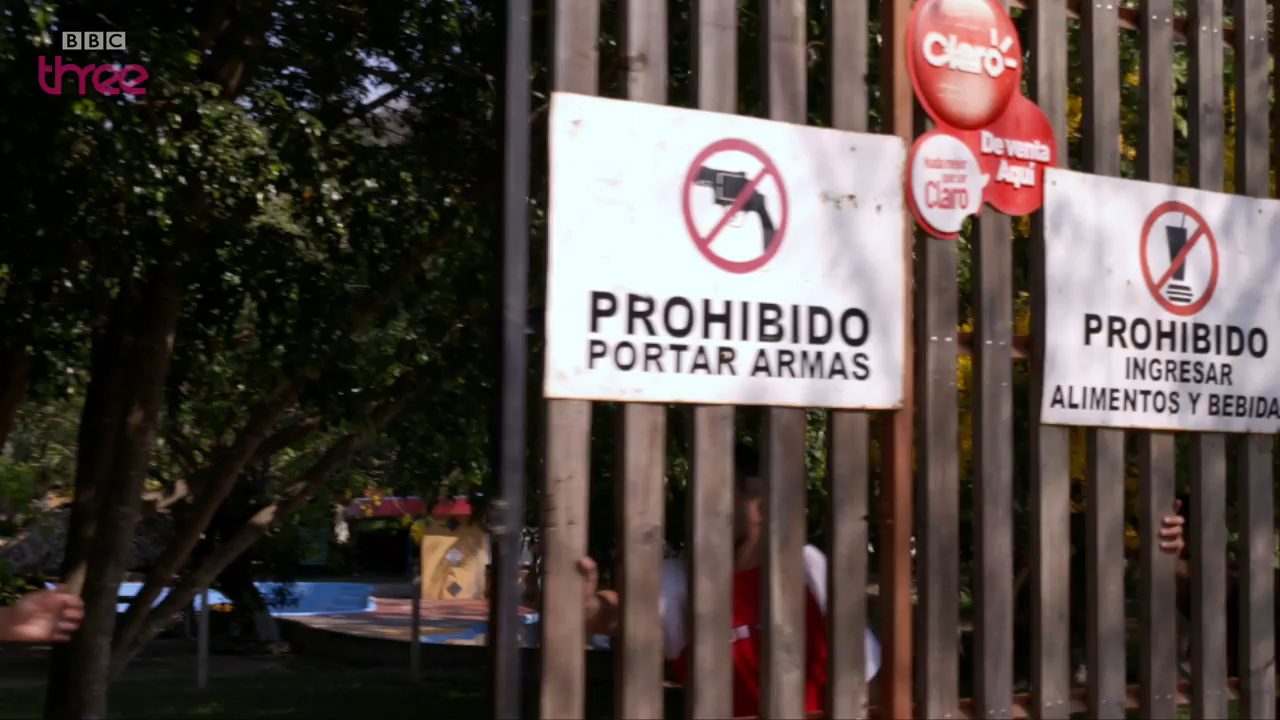 BBC
three
Claro
De venta
Aquí
Claro
PROHIBIDO
PORTAR ARMAS
PROHIBIDO
INGRESAR
ALIMENTOS Y BEBIDA